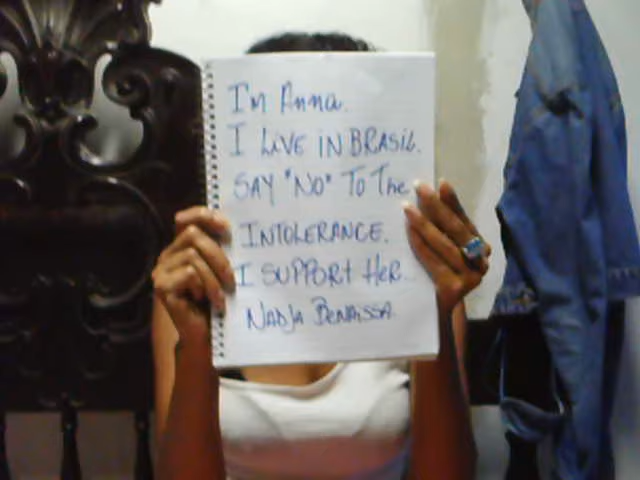 I'm Anna.
I LIVE IN BRASIL.
SAY "NO" TO The
INTOLERANCE.
I SUPPORt HeR
NADJA BENAISSA